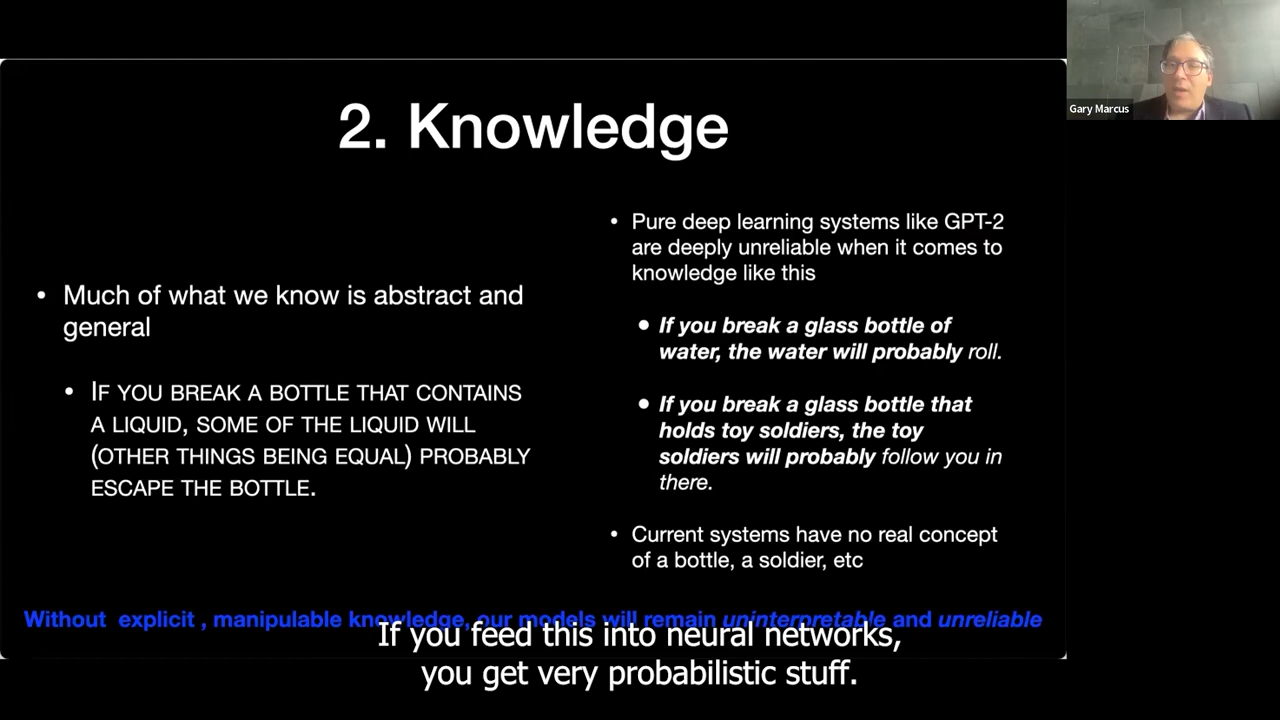 Gary Marcus
2. Knowledge
• Much of what we know is abstract and
general
• IF YOU BREAK A BOTTLE THAT CONTAINS
A LIQUID, SOME OF THE LIQUID WILL
(OTHER THINGS BEING EQUAL) PROBABLY
ESCAPE THE BOTTLE.
• Pure deep learning systems like GPT-2
are deeply unreliable when it comes to
knowledge like this
• If you break a glass bottle of
water, the water will probably roll.
• If you break a glass bottle that
holds toy soldiers, the toy
soldiers will probably follow you in
there.
• Current systems have no real concept
of a bottle, a soldier, etc
Without explicit , manipulable knowledge, our models will remain uninterpretable and unreliable
If you feed this into neural networks,
you get very probabilistic stuff.